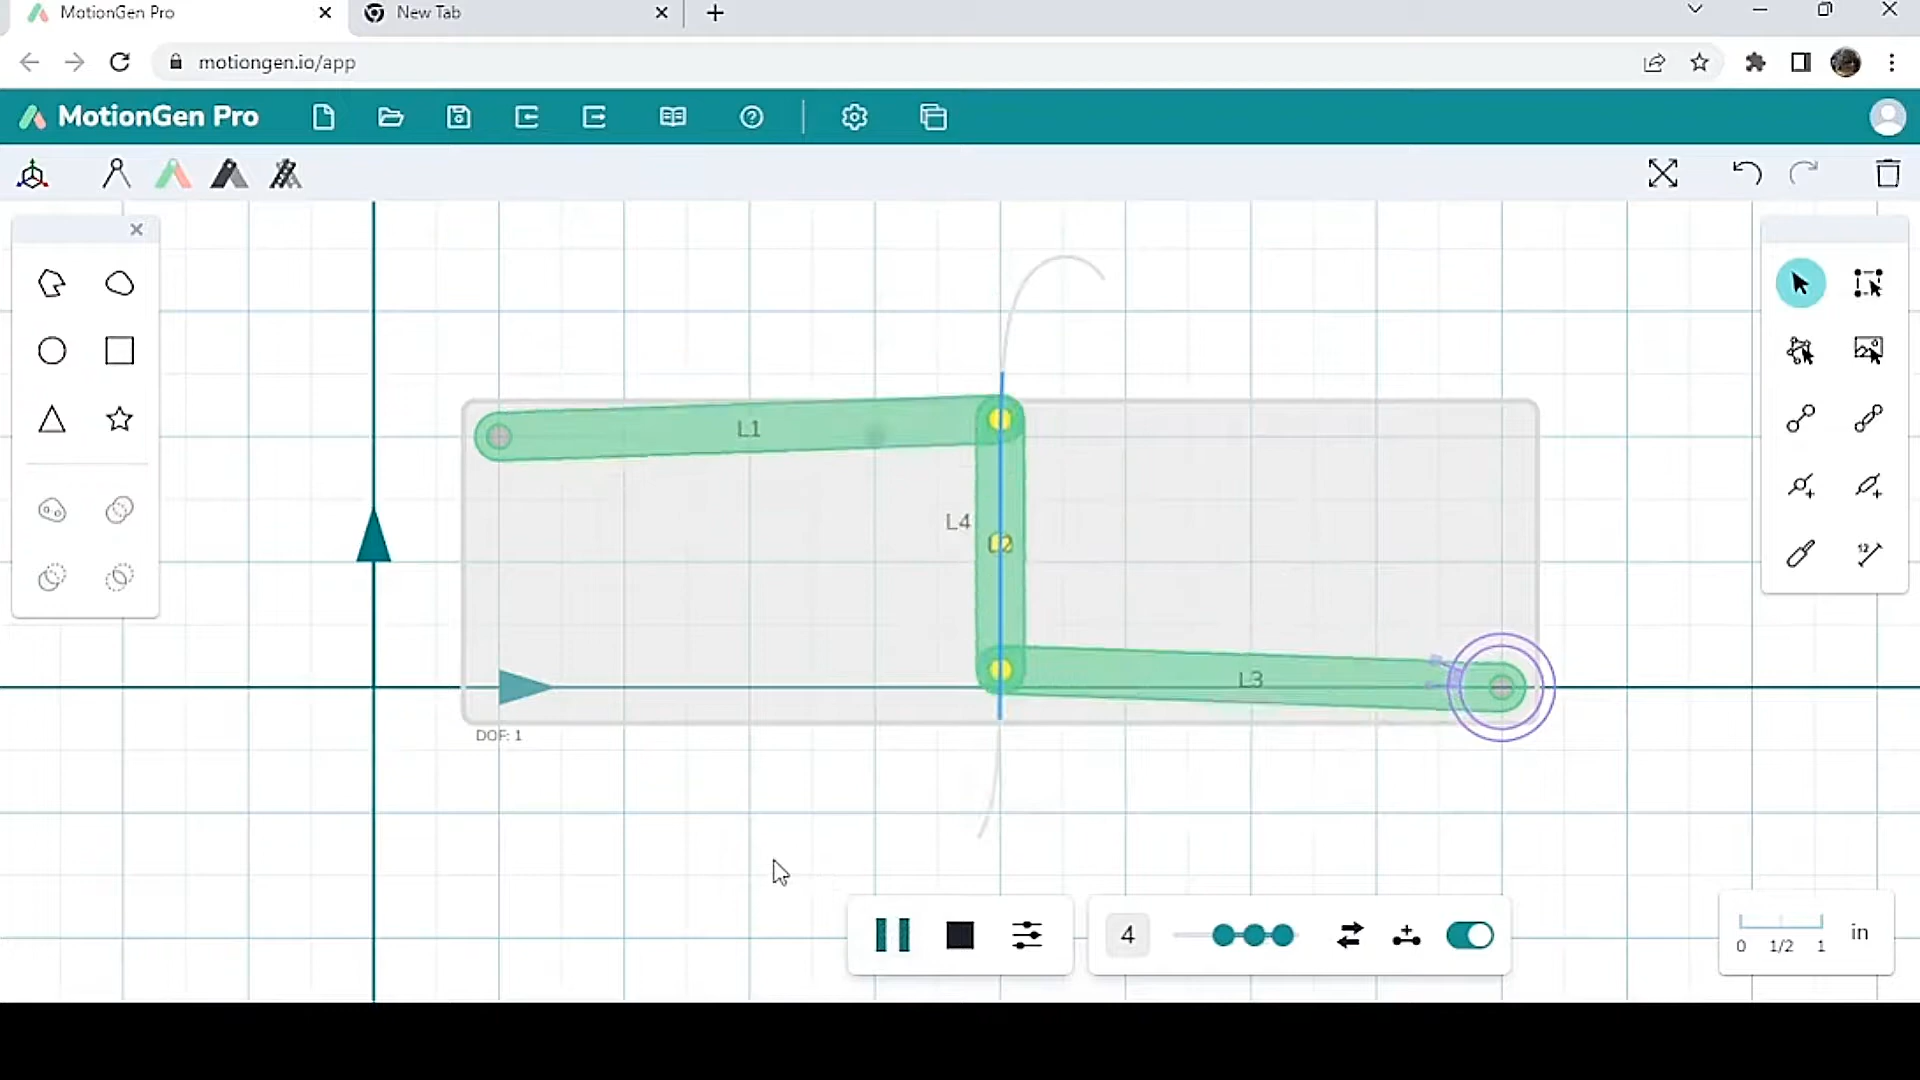 MotionGen Pro
New Tab
motiongen.io/app
MotionGen Pro
L1
L4
L3
DOF: 1
12
4
0 1/2 1
in